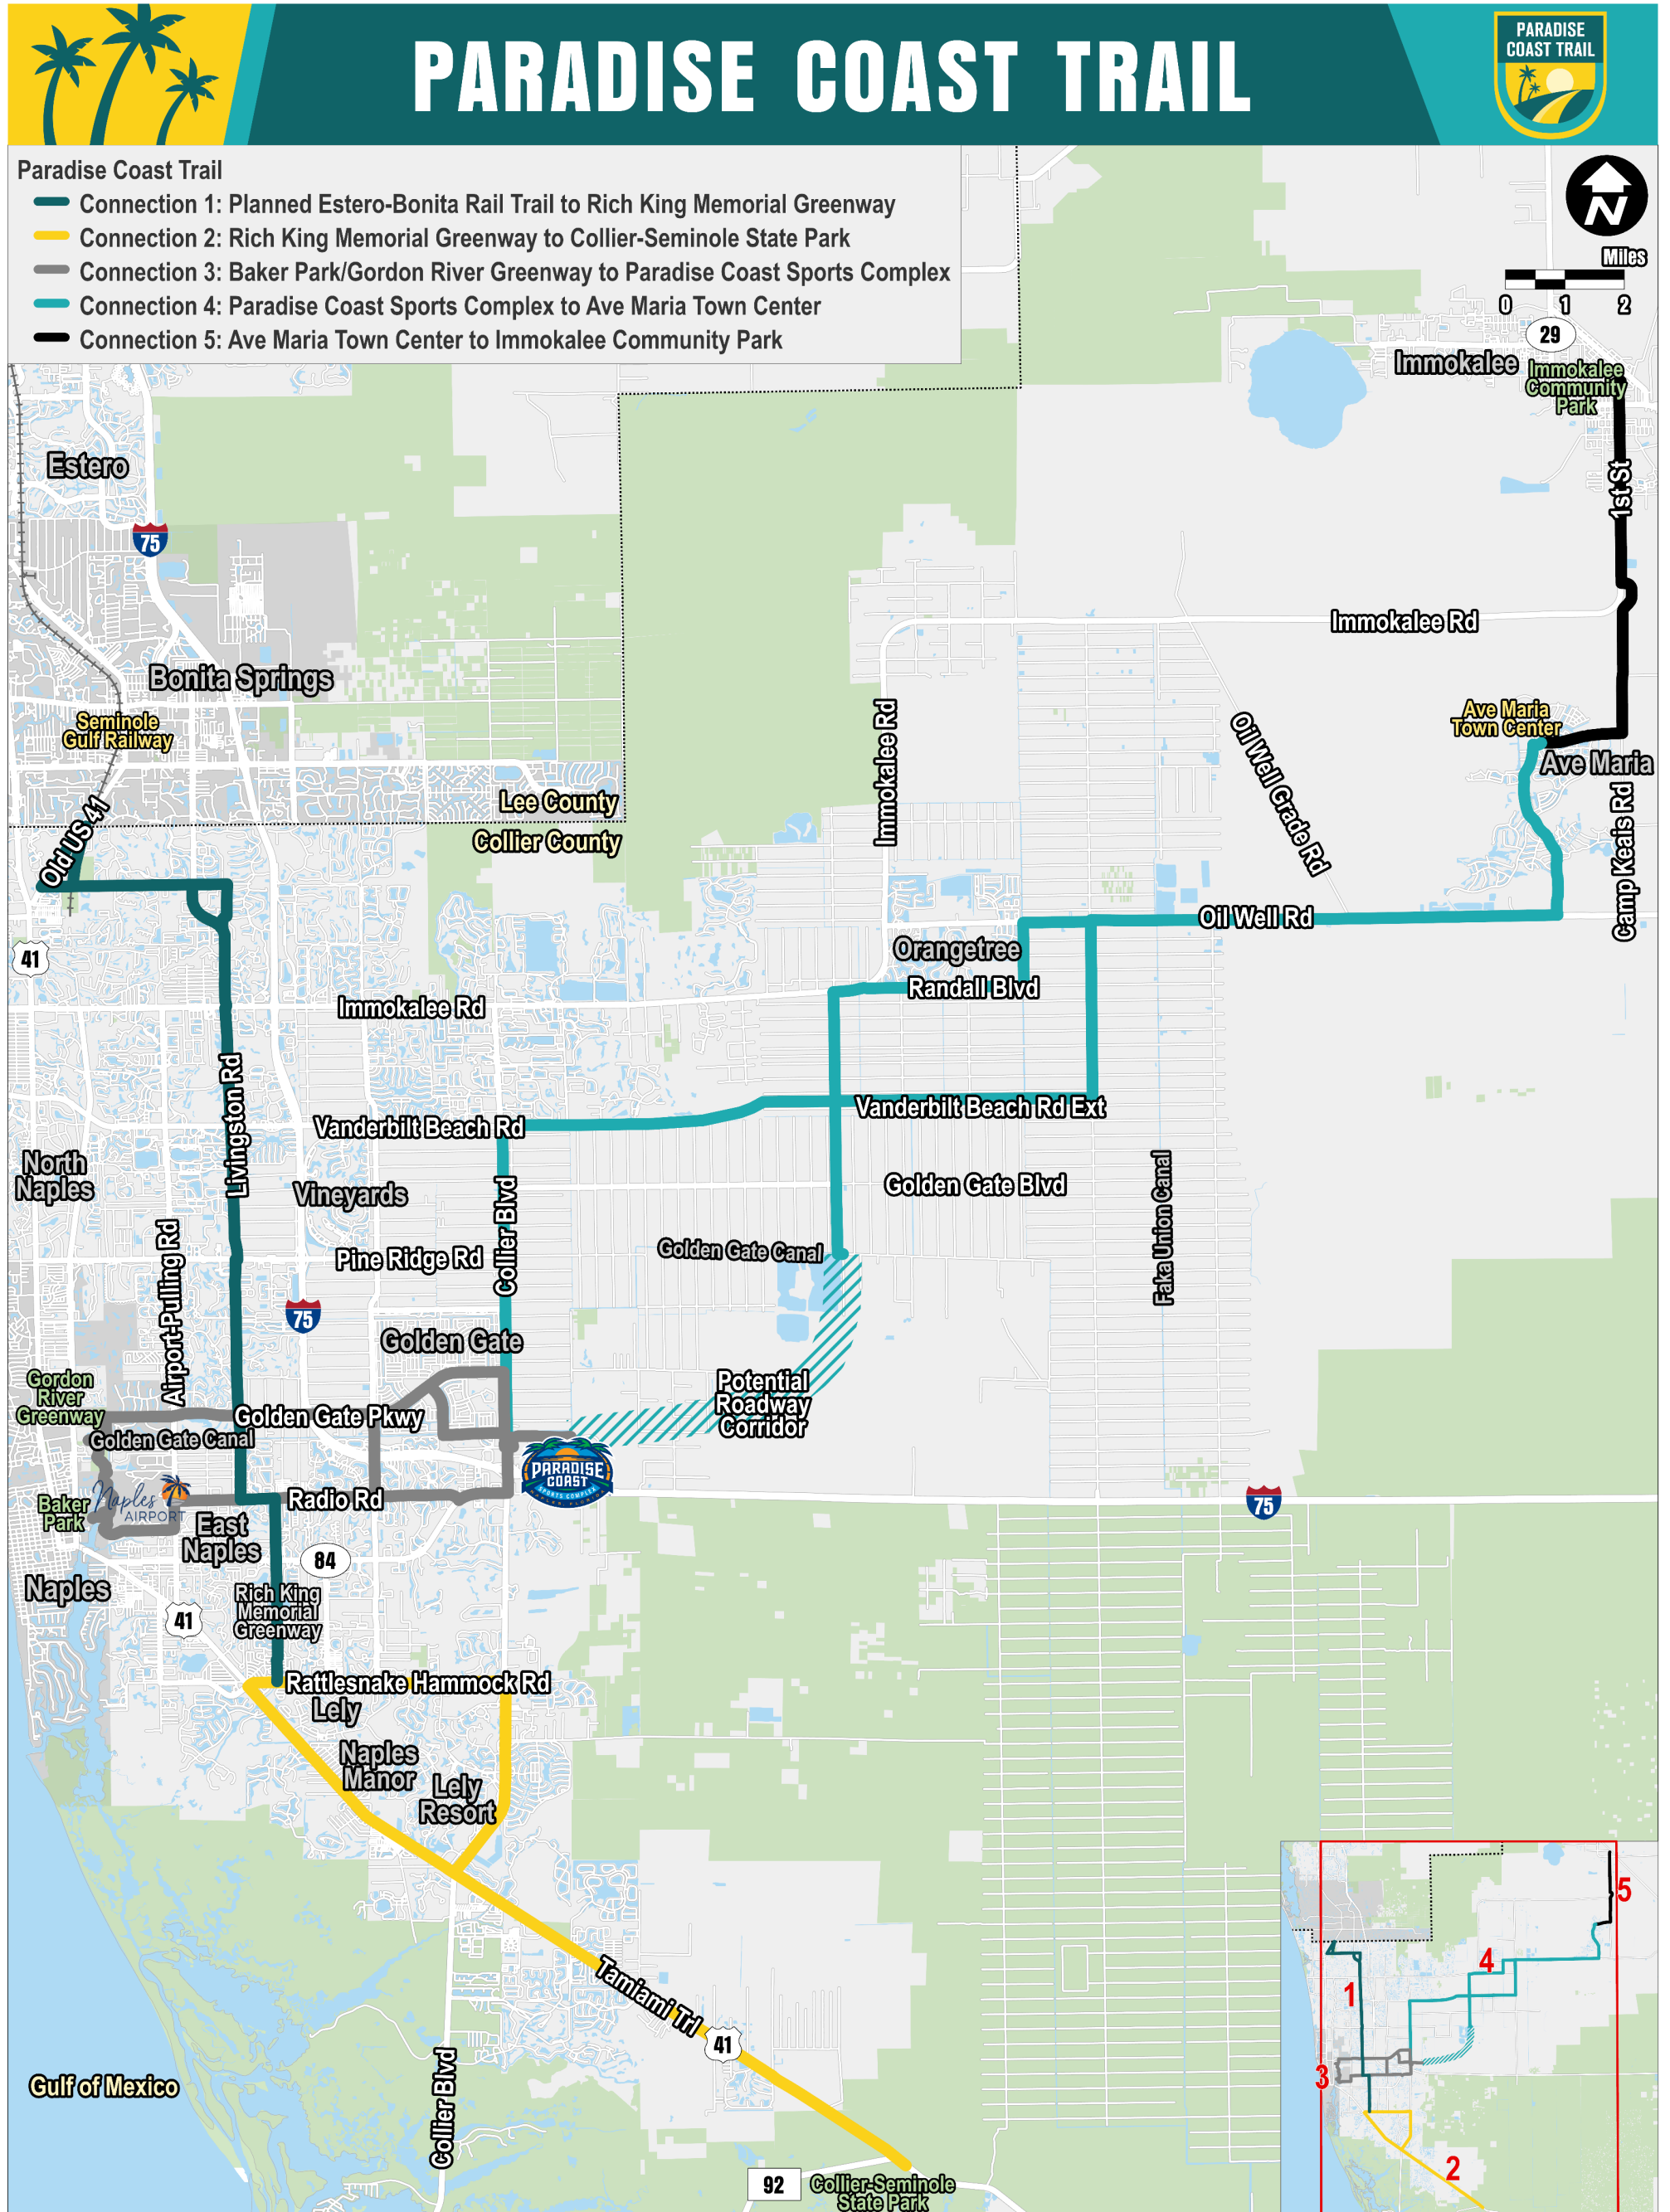 PARADISE COAST TRAIL
PARADISE
COAST TRAIL
Paradise Coast Trail
Connection 1: Planned Estero-Bonita Rail Trail to Rich King Memorial Greenway
Connection 2: Rich King Memorial Greenway to Collier-Seminole State Park
Connection 3: Baker Park/Gordon River Greenway to Paradise Coast Sports Complex
Connection 4: Paradise Coast Sports Complex to Ave Maria Town Center
Connection 5: Ave Maria Town Center to Immokalee Community Park
N
Miles
0 1 2
29
Immokalee
Immokalee
Community
Park
Estero
75
1st St
Immokalee Rd
Bonita Springs
Seminole
Gulf Railway
Immokalee Rd
Oil Well Grade Rd
Ave Maria
Town Center
Ave Maria
Camp Keais Rd
Lee County
Collier County
Old US 41
41
Oil Well Rd
Orangetree
Randall Blvd
Immokalee Rd
Livingston Rd
Vanderbilt Beach Rd
Vanderbilt Beach Rd Ext
North
Naples
Vineyards
Collier Blvd
Golden Gate Blvd
Faka Union Canal
Airport-Pulling Rd
Pine Ridge Rd
Golden Gate Canal
75
Golden Gate
Gordon
River
Greenway
Golden Gate Pkwy
Golden Gate Canal
Potential
Roadway
Corridor
PARADISE
COAST
SPORTS COMPLEX
NAPLES FLORIDA
Naples
AIRPORT
Baker
Park
Radio Rd
75
East
Naples
84
Naples
Rich King
Memorial
Greenway
41
Rattlesnake Hammock Rd
Lely
Naples
Manor
Lely
Resort
Tamiami Trl
41
Collier Blvd
Gulf of Mexico
92
Collier-Seminole
State Park
5
4
1
3
2